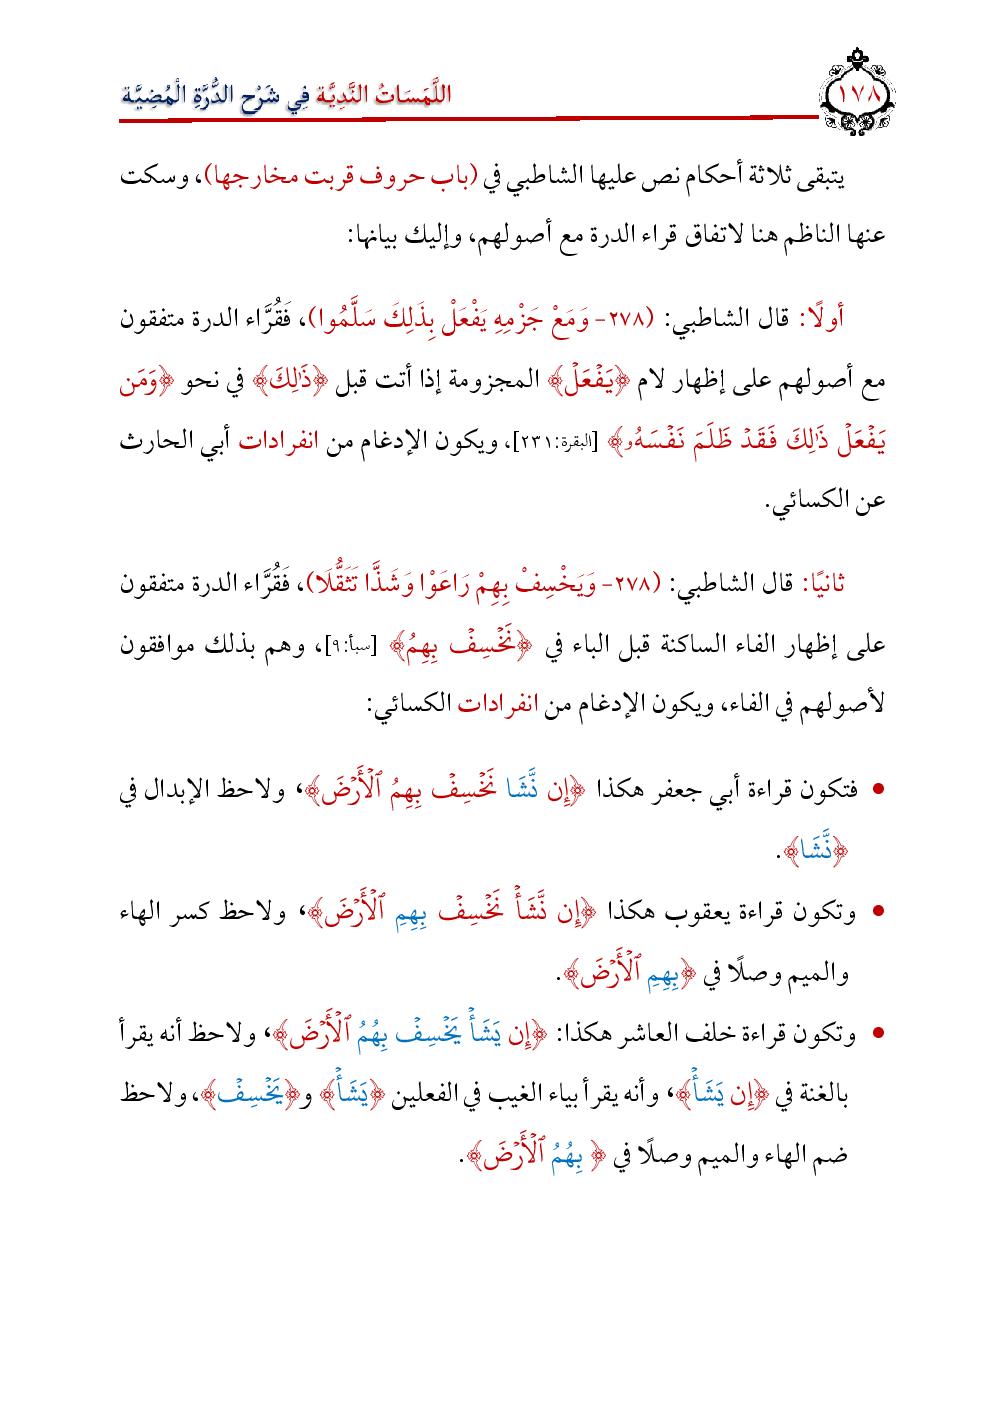 اللَّمَسَاتُ النَّدِيَّة فِي شَرْح الدُّرَّةِ الْمُضِيَّة
١٧٨
يتبقى ثلاثة أحكام نص عليها الشاطبي في (باب حروف قربت مخارجها)، وسكت
عنها الناظم هنا لاتفاق قراء الدرة مع أصولهم، وإليك بيانها:
أولًا: قال الشاطبي: (٢٧٨- وَمَعْ جَزْمِهِ يَفْعَلْ بِذَلِكَ سَلَّمُوا)، فَقُرَّاء الدرة متفقون
مع أصولهم على إظهار لام ﴿يَفۡعَلۡ﴾ المجزومة إذا أتت قبل ﴿ذَٰلِكَ﴾ في نحو ﴿وَمَن
يَفۡعَلۡ ذَٰلِكَ فَقَدۡ ظَلَمَ نَفۡسَهُۥ﴾ [البقرة:٢٣١]، ويكون الإدغام من انفرادات أبي الحارث
عن الكسائي.
ثانيًا: قال الشاطبي: (٢٧٨- وَيَخْسِفْ بِهِمْ رَاعَوْا وَشَذَّا تَثَقُّلَا)، فَقُرَّاء الدرة متفقون
على إظهار الفاء الساكنة قبل الباء في ﴿نَخۡسِفۡ بِهِمُ﴾ [سبأ:٩]، وهم بذلك موافقون
لأصولهم في الفاء، ويكون الإدغام من انفرادات الكسائي:
• فتكون قراءة أبي جعفر هكذا ﴿إِن نَّشَا نَخۡسِفۡ بِهِمُ ٱلۡأَرۡضَ﴾، ولاحظ الإبدال في
﴿نَّشَا﴾.
• وتكون قراءة يعقوب هكذا ﴿إِن نَّشَأۡ نَخۡسِفۡ بِهِمِ ٱلۡأَرۡضَ﴾، ولاحظ كسر الهاء
والميم وصلًا في ﴿بِهِمِ ٱلۡأَرۡضَ﴾.
• وتكون قراءة خلف العاشر هكذا: ﴿إِن يَشَأۡ يَخۡسِفۡ بِهُمُ ٱلۡأَرۡضَ﴾، ولاحظ أنه يقرأ
بالغنة في ﴿إِن يَشَأۡ﴾، وأنه يقرأ بياء الغيب في الفعلين ﴿يَشَأۡ﴾ و﴿يَخۡسِفۡ﴾، ولاحظ
ضم الهاء والميم وصلًا في ﴿ بِهُمُ ٱلۡأَرۡضَ﴾.